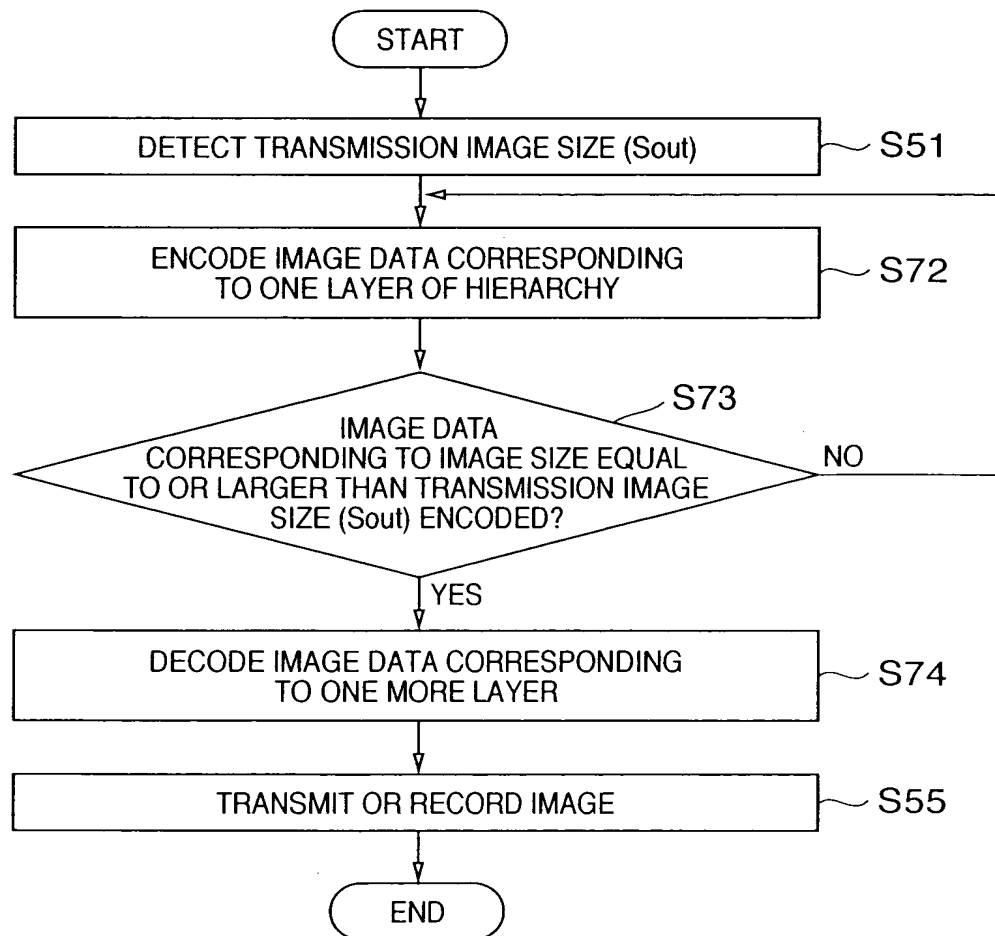 START
DETECT TRANSMISSION IMAGE SIZE (Sout)
S51
ENCODE IMAGE DATA CORRESPONDING
TO ONE LAYER OF HIERARCHY
S72
S73
IMAGE DATA
CORRESPONDING TO IMAGE SIZE EQUAL
TO OR LARGER THAN TRANSMISSION IMAGE
SIZE (Sout) ENCODED?
NO
YES
DECODE IMAGE DATA CORRESPONDING
TO ONE MORE LAYER
S74
TRANSMIT OR RECORD IMAGE
S55
END